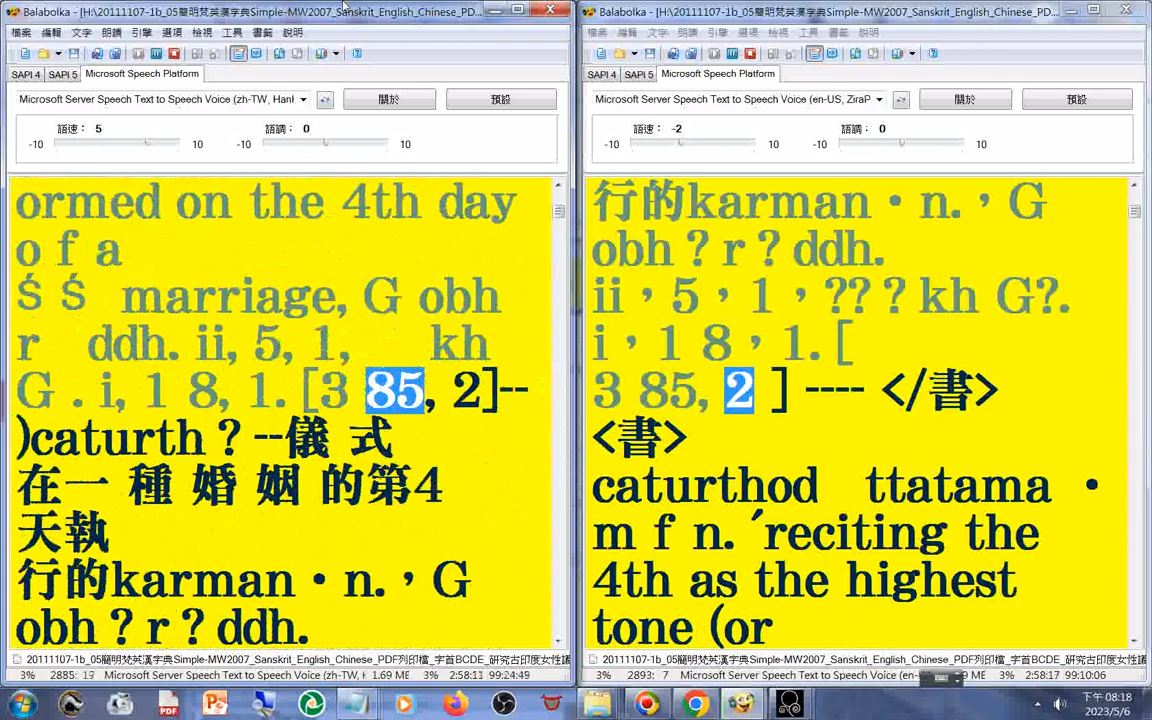 Balabolka - [H:\20111107-1b_05簡明梵英漢字典Simple-MW2007_Sanskrit_English_Chinese_PD...
檔案 編輯 文字 朗讀 引擎 選項 檢視 工具 書籤 說明
SAPI 4 SAPI 5 Microsoft Speech Platform
Microsoft Server Speech Text to Speech Voice (zh-TW, HanI
關於 預設
語速： 5 語調： 0
-10 10 -10 10
ormed on the 4th day
o f a
Ś Ś marriage, G obh
r ddh. ii, 5, 1, kh
G . i, 1 8, 1. [3 85, 2]--
)caturth？--儀 式
在一 種 婚 姻 的第4
天執
行的karman•n.，G
obh？r？ddh.
20111107-1b_05簡明梵英漢字典Simple-MW2007_Sanskrit_English_Chinese_PDF列印檔_字首BCDE_研究古印度女性議
3% 2885: 19 Microsoft Server Speech Text to Speech Voice (zh-TW, H 1.69 ME 3% 2:58:11 99:24:49
Balabolka - [H:\20111107-1b_05簡明梵英漢字典Simple-MW2007_Sanskrit_English_Chinese_PD...
檔案 編輯 文字 朗讀 引擎 選項 檢視 工具 書籤 說明
SAPI 4 SAPI 5 Microsoft Speech Platform
Microsoft Server Speech Text to Speech Voice (en-US, ZiraP
關於 預設
語速： -2 語調： 0
-10 10 -10 10
行的karman•n.，G
obh？r？ddh.
ii，5，1，??？kh G?.
i，1 8，1. [
3 85, 2 ] ---- </書>
<書>
caturthod ttatama •
m f n. ′reciting the
4th as the highest
tone (or
20111107-1b_05簡明梵英漢字典Simple-MW2007_Sanskrit_English_Chinese_PDF列印檔_字首BCDE_研究古印度女性議
3% 2893: 7 Microsoft Server Speech Text to Speech Voice (en-US 9 ME 3% 2:58:17 99:10:06
PDF
下午 08:18
2023/5/6